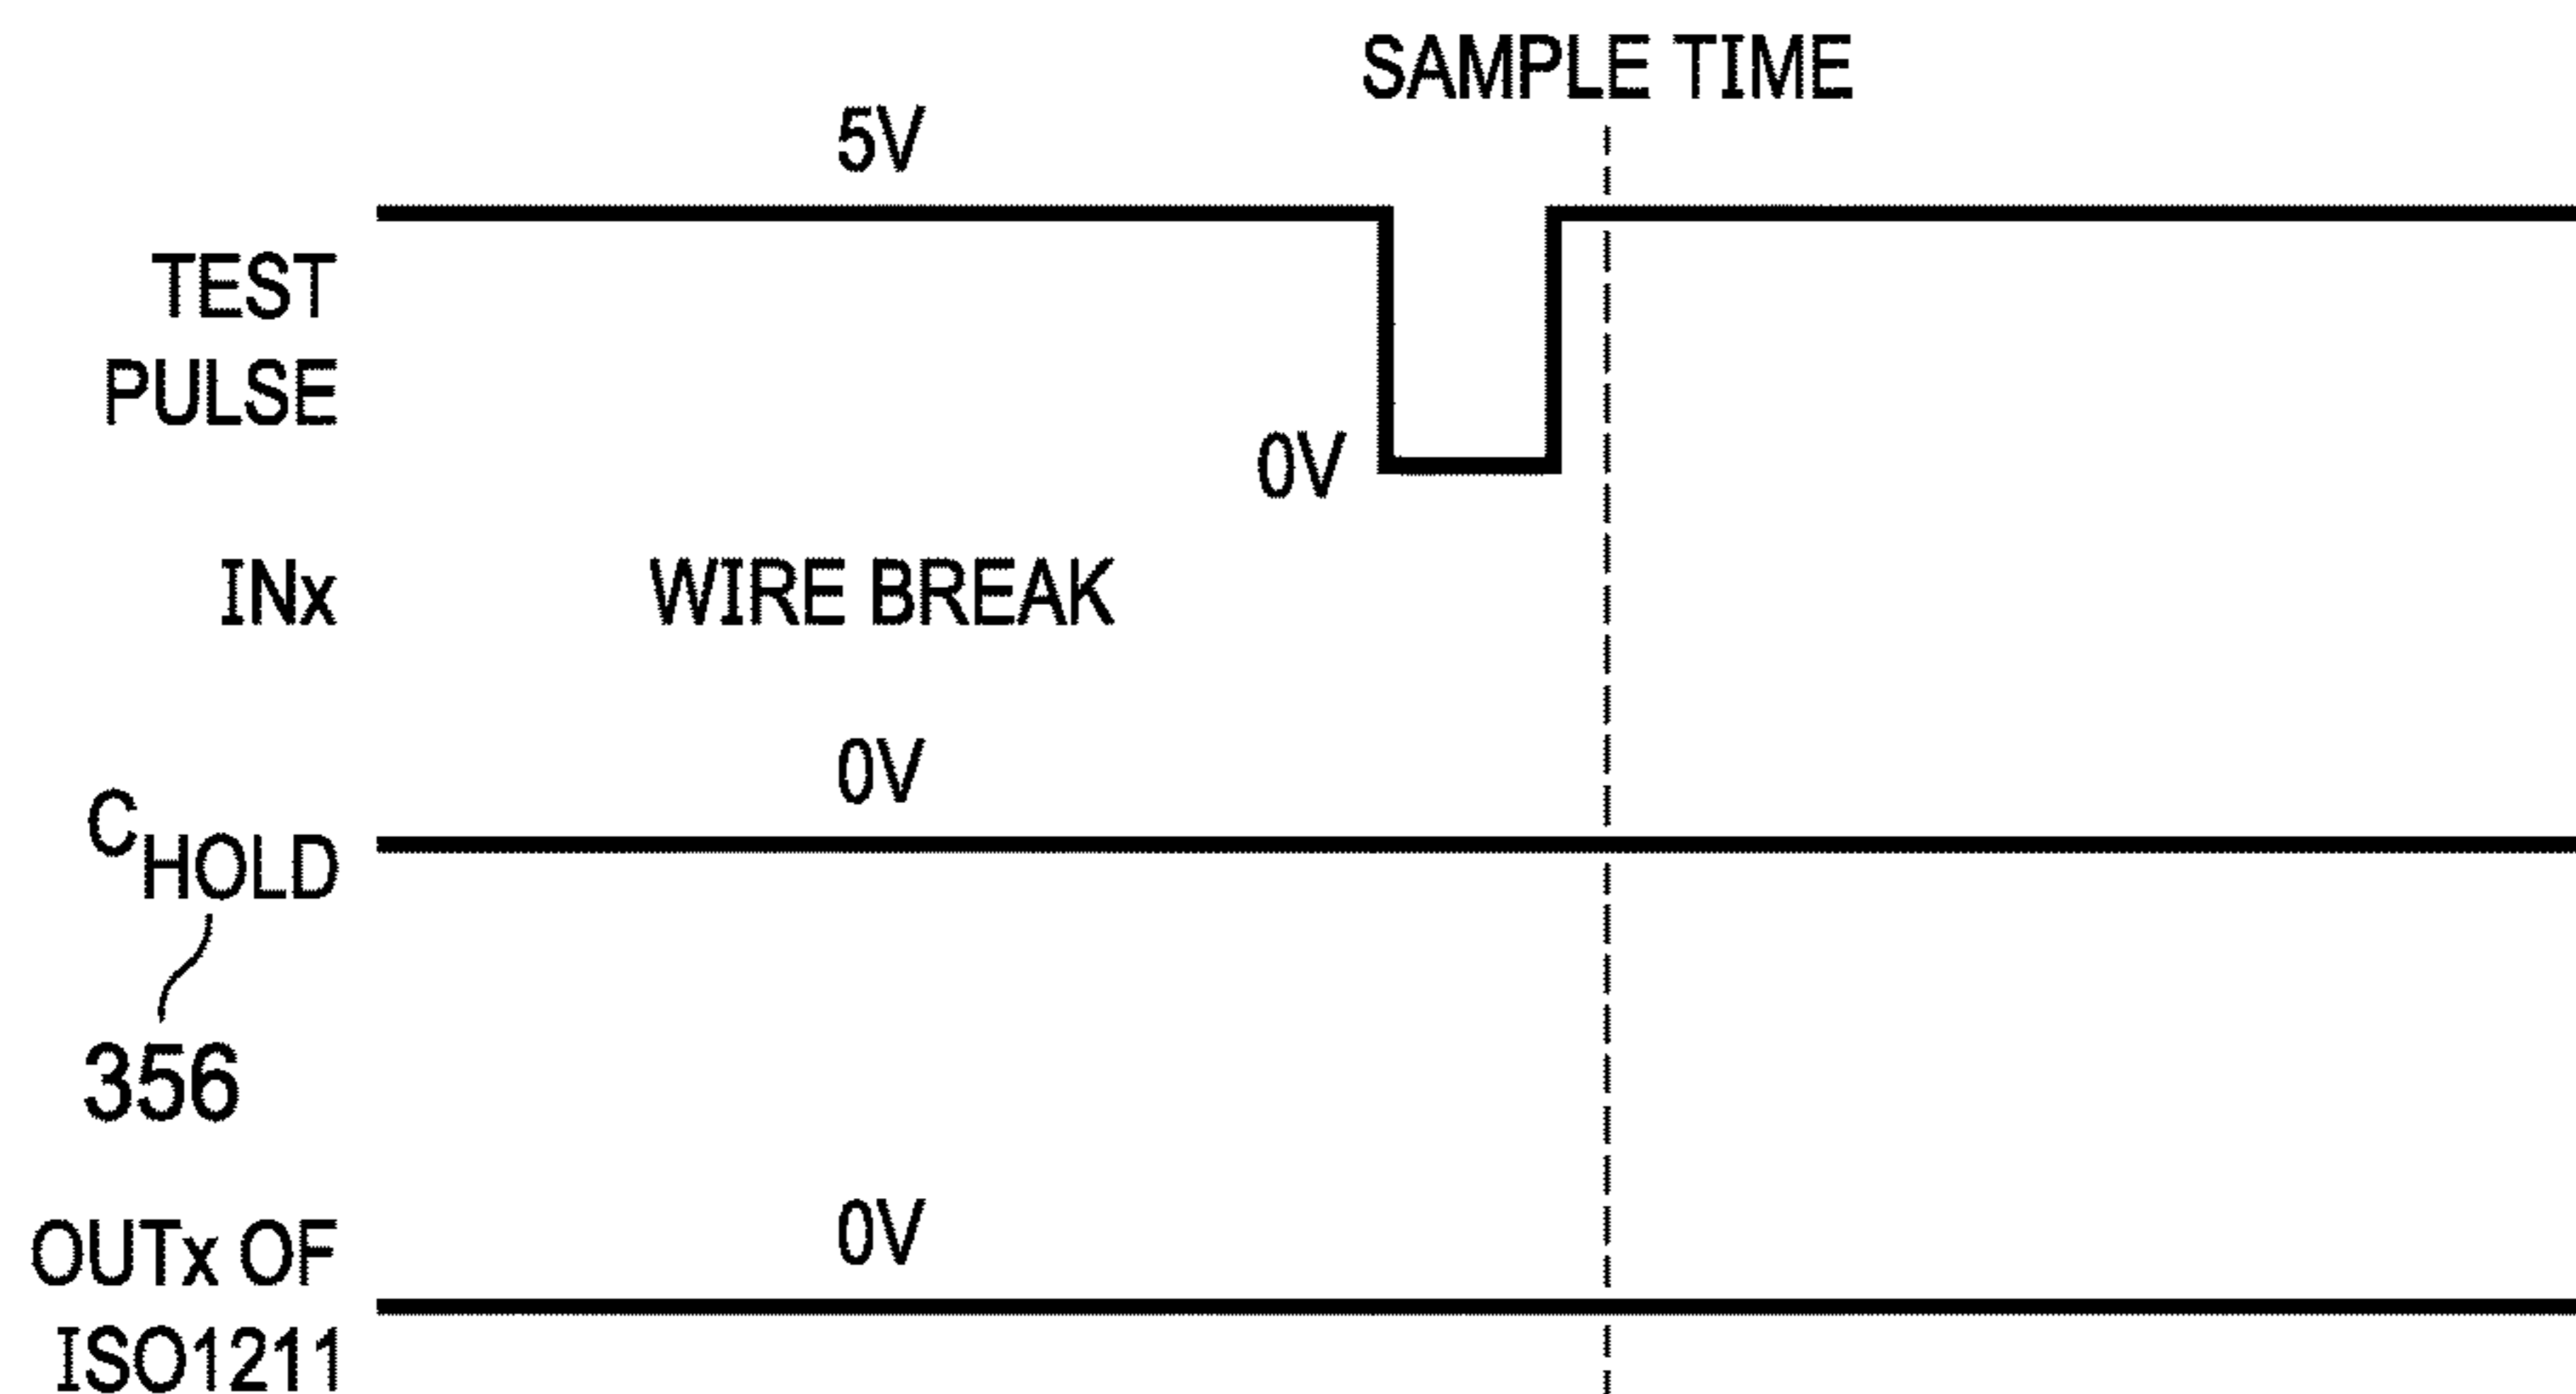 SAMPLE TIME
5V
TEST
PULSE
0V
INx
WIRE BREAK
0V
CHOLD
356
0V
OUTx OF
ISO1211